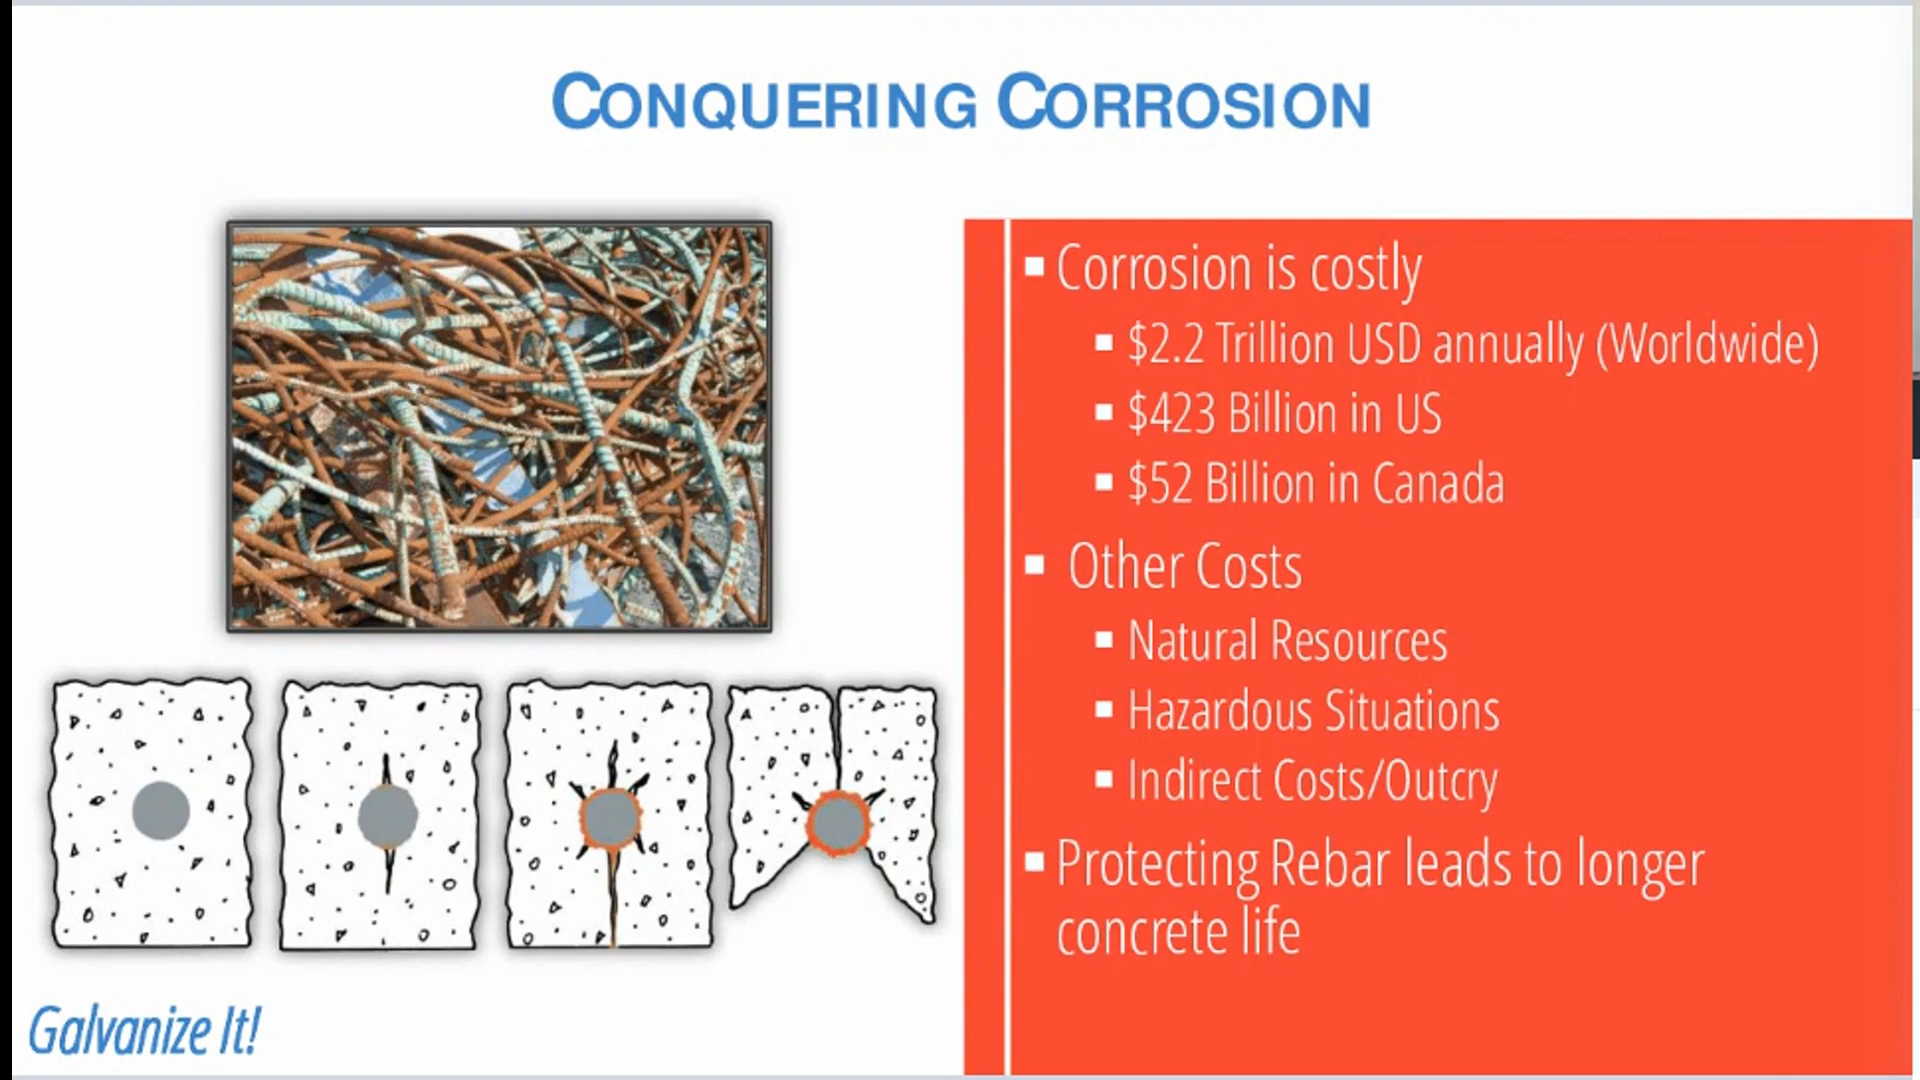 CONQUERING CORROSION
Corrosion is costly
$2.2 Trillion USD annually (Worldwide)
$423 Billion in US
$52 Billion in Canada
Other Costs
Natural Resources
Hazardous Situations
Indirect Costs/Outcry
Protecting Rebar leads to longer
concrete life
Galvanize It!